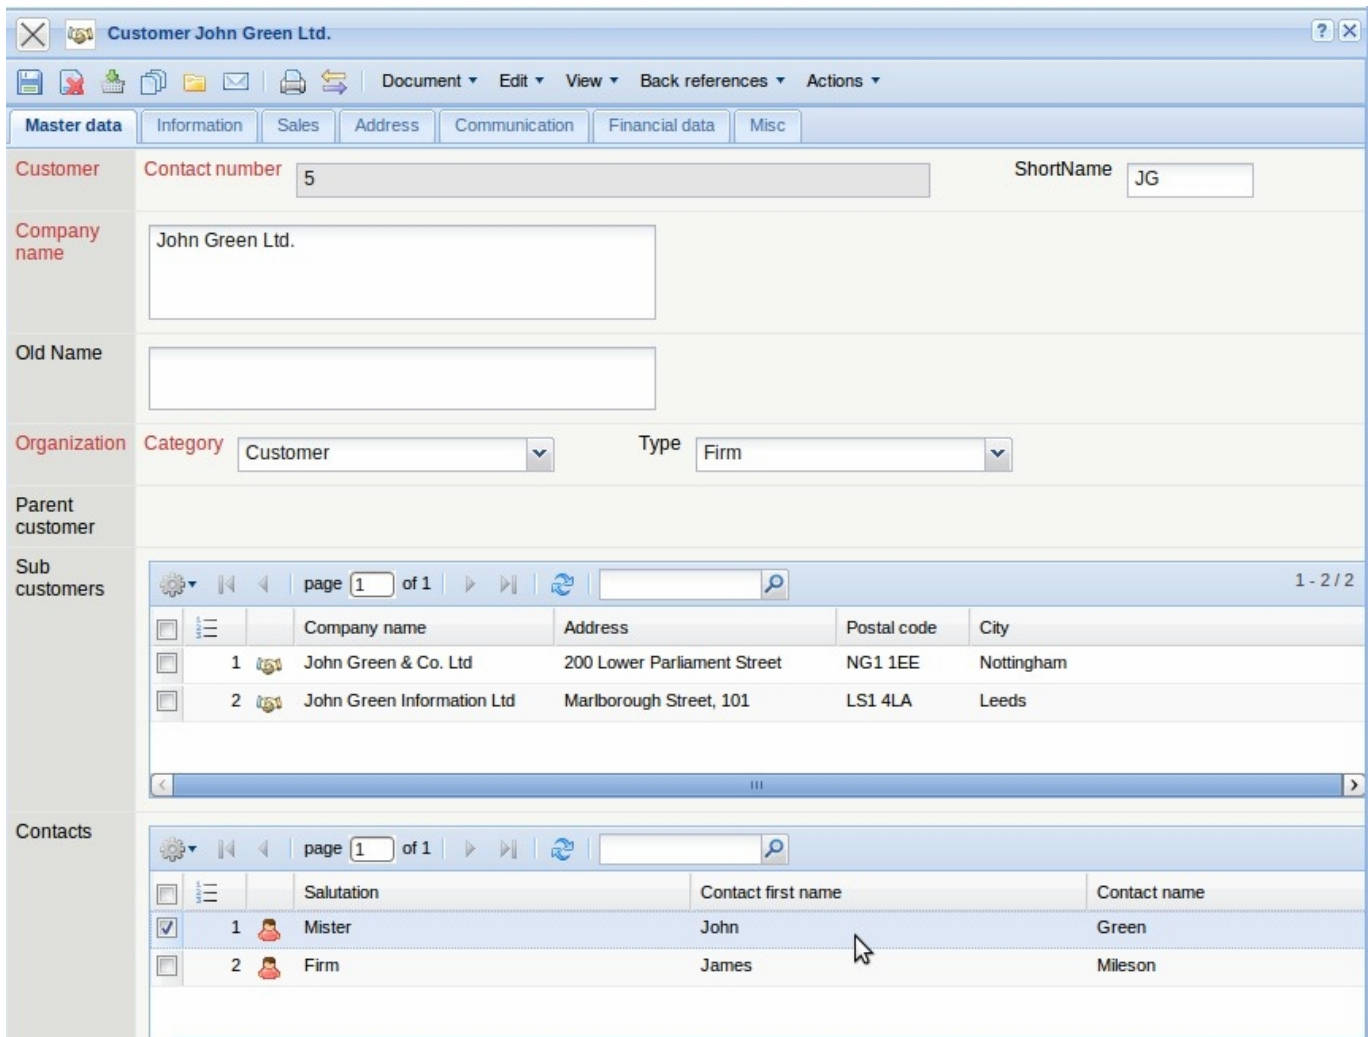 Customer John Green Ltd.
?
Document Edit View Back references Actions
Master data Information Sales Address Communication Financial data Misc
Customer Contact number 5 ShortName JG
Company name
John Green Ltd.
Old Name
Organization Category Customer Type Firm
Parent customer
Sub customers
page 1 of 1 1 - 2 / 2
Company name Address Postal code City
1 John Green & Co. Ltd 200 Lower Parliament Street NG1 1EE Nottingham
2 John Green Information Ltd Marlborough Street, 101 LS1 4LA Leeds
Contacts
page 1 of 1
Salutation Contact first name Contact name
1 Mister John Green
2 Firm James Mileson